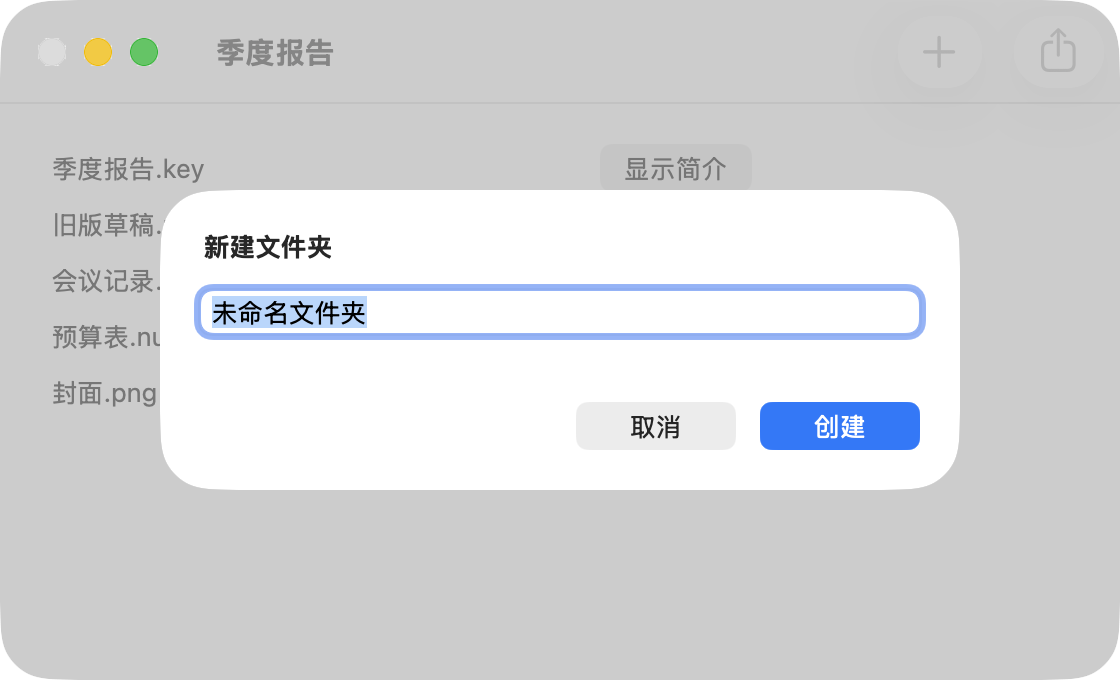 季度报告
季度报告.key
显示简介
旧版草稿.
会议记录.
预算表.nu
封面.png
新建文件夹
未命名文件夹
取消
创建